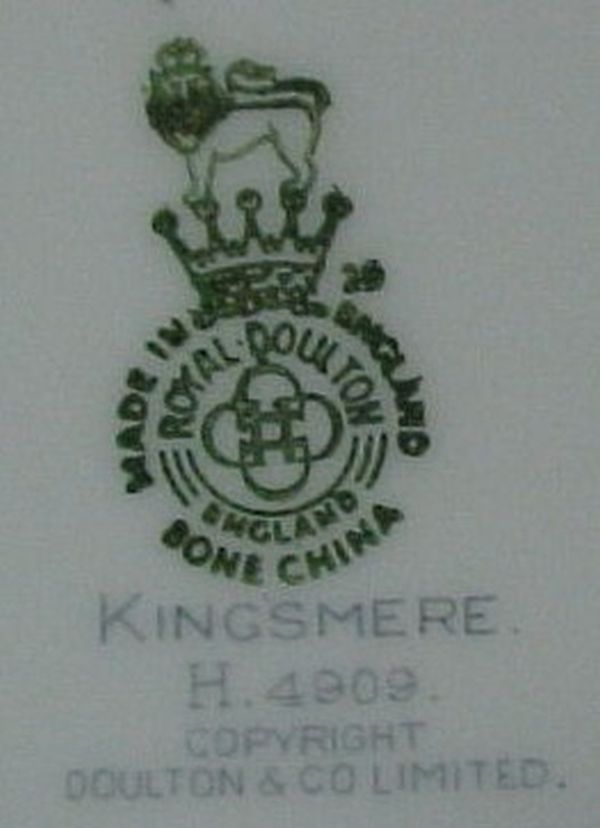 MADE IN ENGLAND
ROYAL·DOULTON
ENGLAND
BONE CHINA
KINGSMERE.
H.4909.
COPYRIGHT
DOULTON & CO LIMITED.